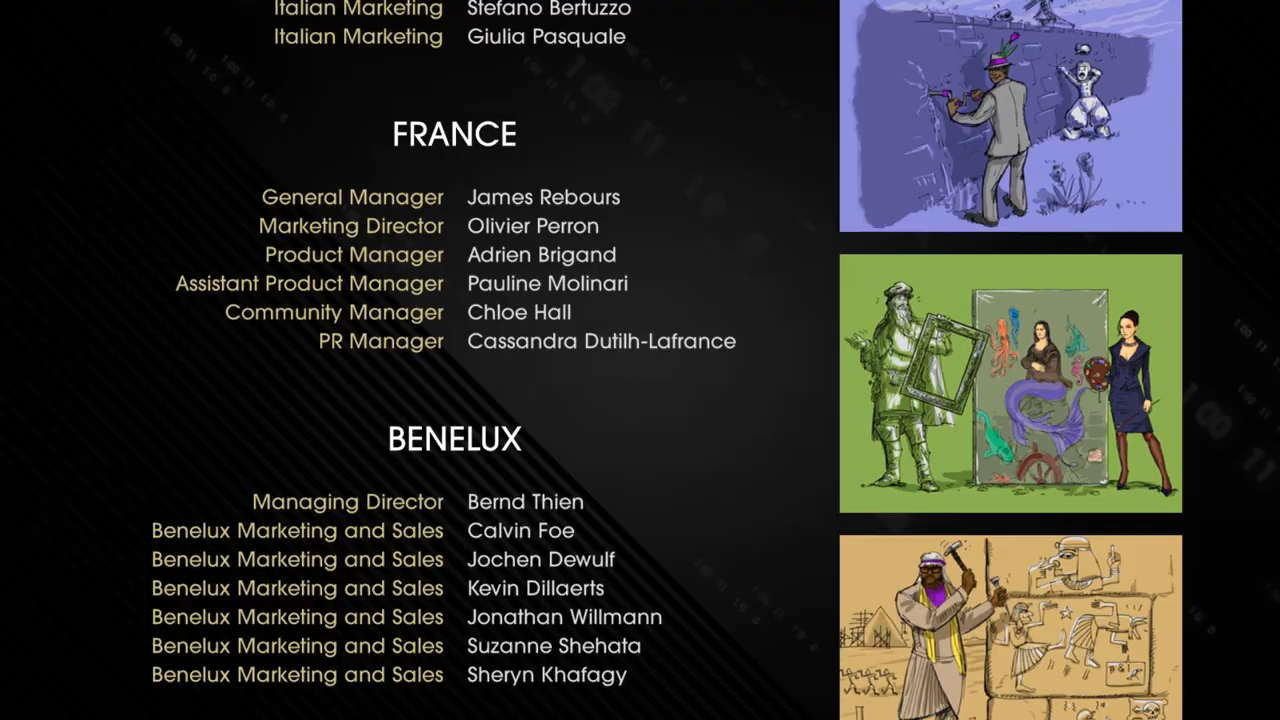 Italian Marketing Stefano Bertuzzo
Italian Marketing Giulia Pasquale
FRANCE
General Manager James Rebours
Marketing Director Olivier Perron
Product Manager Adrien Brigand
Assistant Product Manager Pauline Molinari
Community Manager Chloe Hall
PR Manager Cassandra Dutilh-Lafrance
BENELUX
Managing Director Bernd Thien
Benelux Marketing and Sales Calvin Foe
Benelux Marketing and Sales Jochen Dewulf
Benelux Marketing and Sales Kevin Dillaerts
Benelux Marketing and Sales Jonathan Willmann
Benelux Marketing and Sales Suzanne Shehata
Benelux Marketing and Sales Sheryn Khafagy